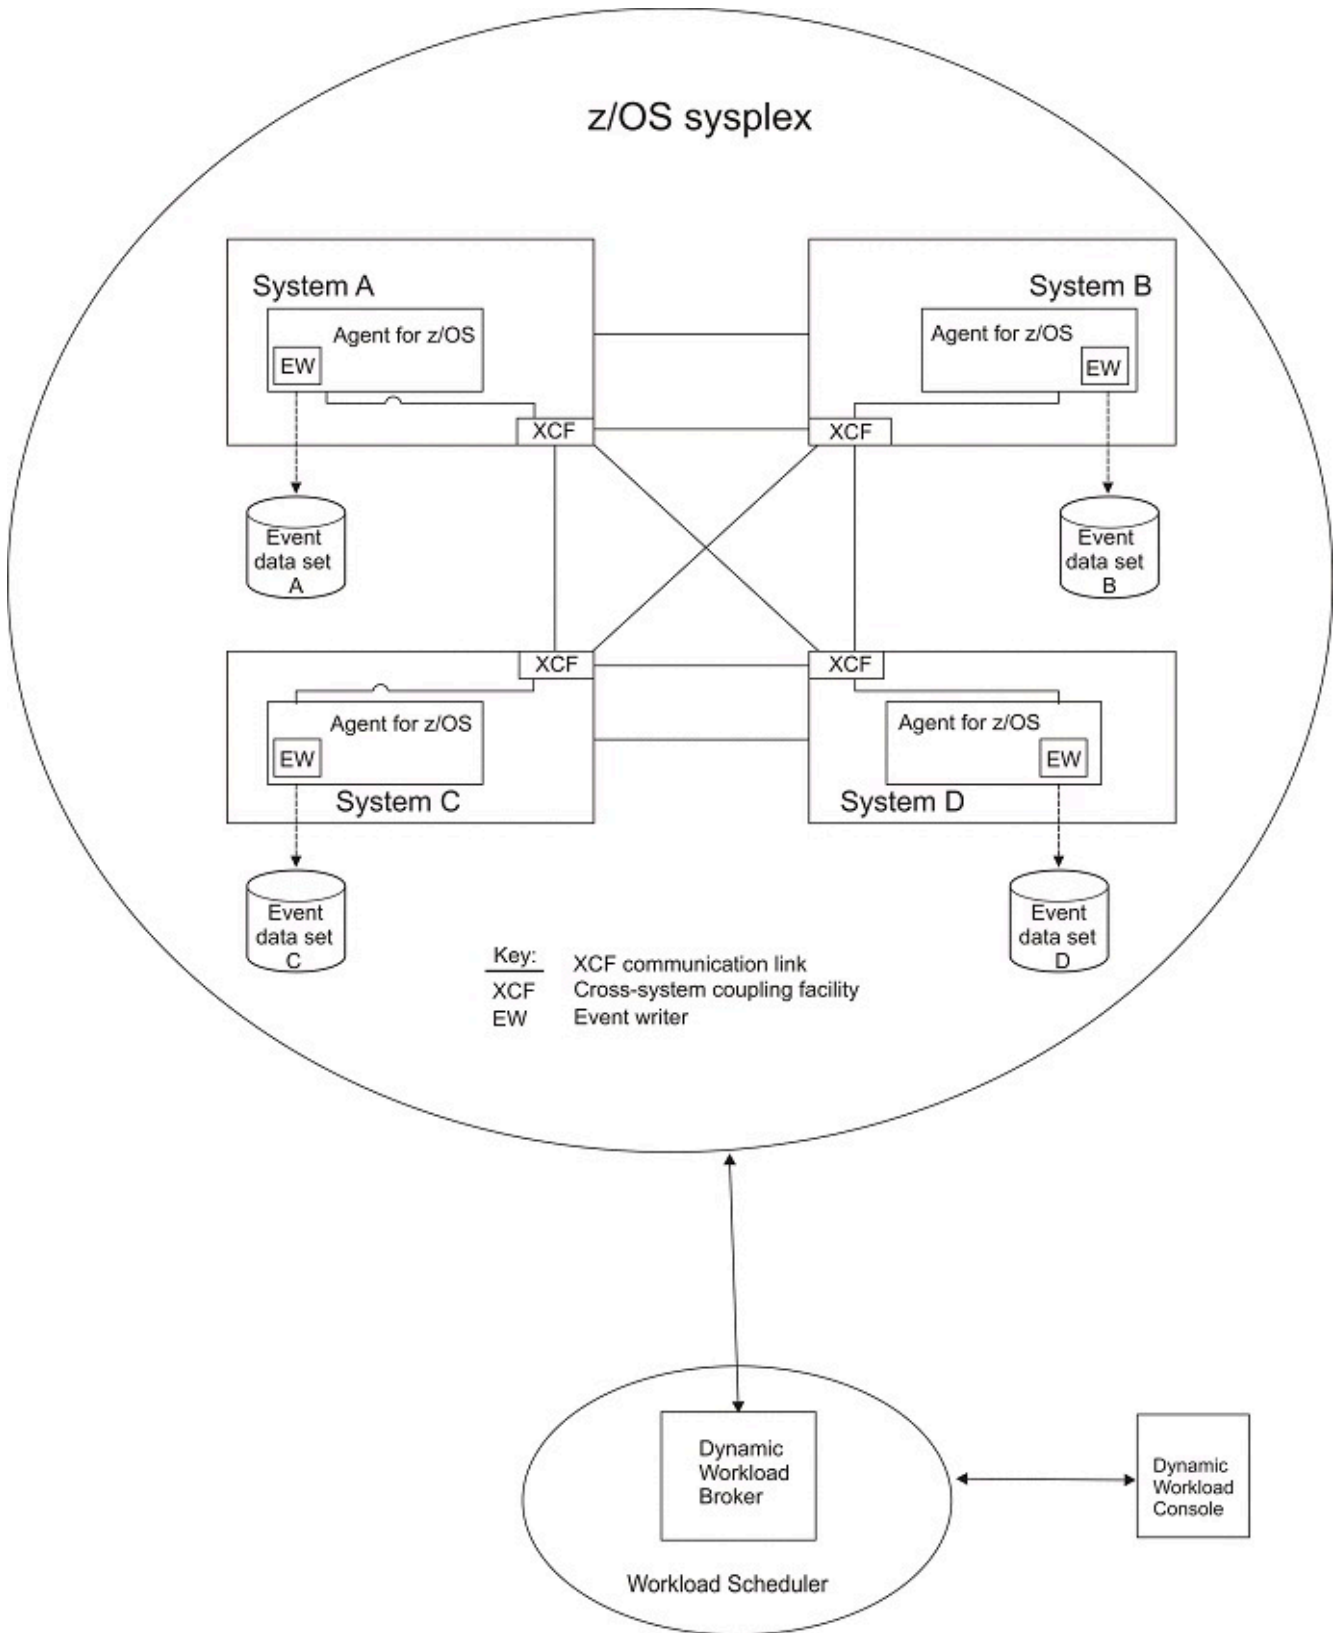 z/OS sysplex
System A
Agent for z/OS
EW
XCF
System B
Agent for z/OS
EW
XCF
Event
data set
A
Event
data set
B
XCF
Agent for z/OS
EW
System C
XCF
Agent for z/OS
EW
System D
Event
data set
C
Event
data set
D
Key:
XCF communication link
XCF Cross-system coupling facility
EW Event writer
Dynamic
Workload
Broker
Workload Scheduler
Dynamic
Workload
Console